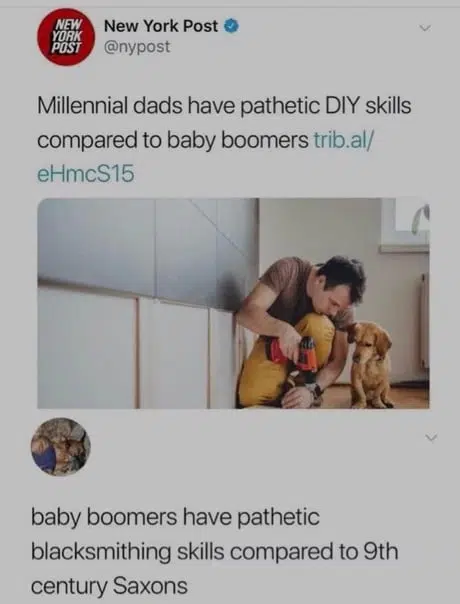 NEW
YORK
POST
New York Post
@nypost
Millennial dads have pathetic DIY skills
compared to baby boomers trib.al/
eHmcS15
baby boomers have pathetic
blacksmithing skills compared to 9th
century Saxons